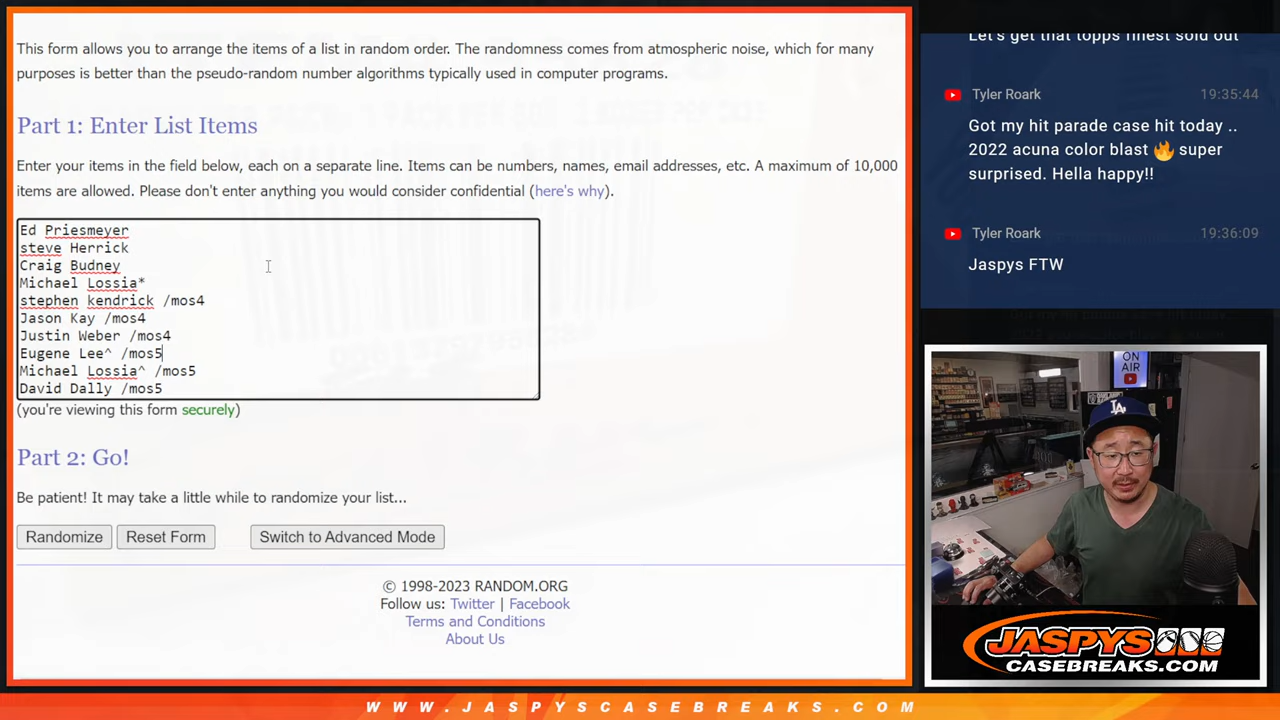 This form allows you to arrange the items of a list in random order. The randomness comes from atmospheric noise, which for many
purposes is better than the pseudo-random number algorithms typically used in computer programs.
Part 1: Enter List Items
Enter your items in the field below, each on a separate line. Items can be numbers, names, email addresses, etc. A maximum of 10,000
items are allowed. Please don't enter anything you would consider confidential (here's why).
Ed Priesmeyer
steve Herrick
Craig Budney
Michael Lossia*
stephen kendrick /mos4
Jason Kay /mos4
Justin Weber /mos4
Eugene Lee^ /mos5
Michael Lossia^ /mos5
David Dally /mos5
(you're viewing this form securely)
Part 2: Go!
Be patient! It may take a little while to randomize your list...
Randomize
Reset Form
Switch to Advanced Mode
© 1998-2023 RANDOM.ORG
Follow us: Twitter | Facebook
Terms and Conditions
About Us
Let's get that topps finest sold out
Tyler Roark 19:35:44
Got my hit parade case hit today ..
2022 acuna color blast 🔥 super
surprised. Hella happy!!
Tyler Roark 19:36:09
Jaspys FTW
ON
AIR
LA
JASPYS
CASEBREAKS.COM
WWW.JASPYSCASEBREAKS.COM